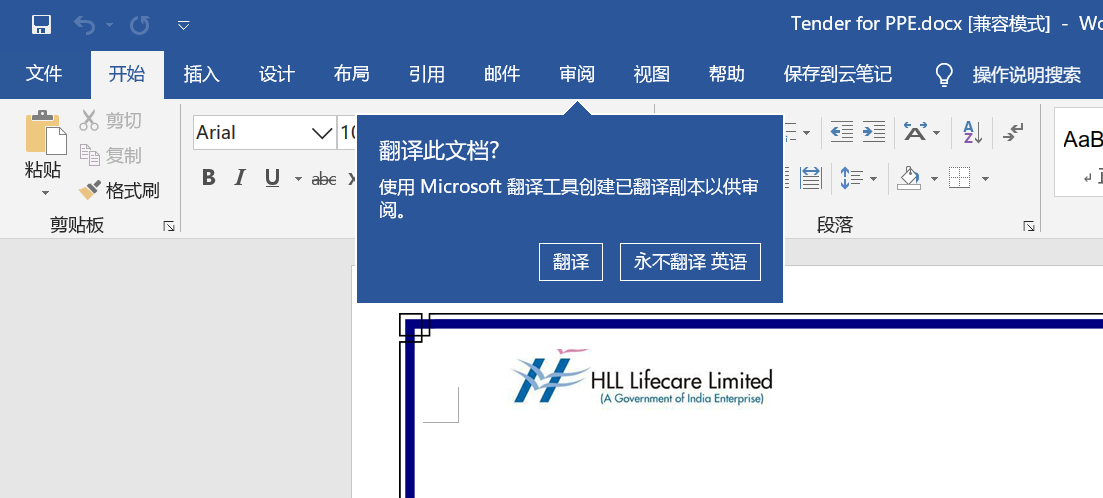 Tender for PPE.docx [兼容模式] - Wo
文件 开始 插入 设计 布局 引用 邮件 审阅 视图 帮助 保存到云笔记 操作说明搜索
剪切
复制
粘贴
格式刷
剪贴板
Arial
10
B I U abc x
翻译此文档?
使用 Microsoft 翻译工具创建已翻译副本以供审
阅。
翻译 永不翻译 英语
A
Z
段落
AaB
HLL Lifecare Limited
(A Government of India Enterprise)